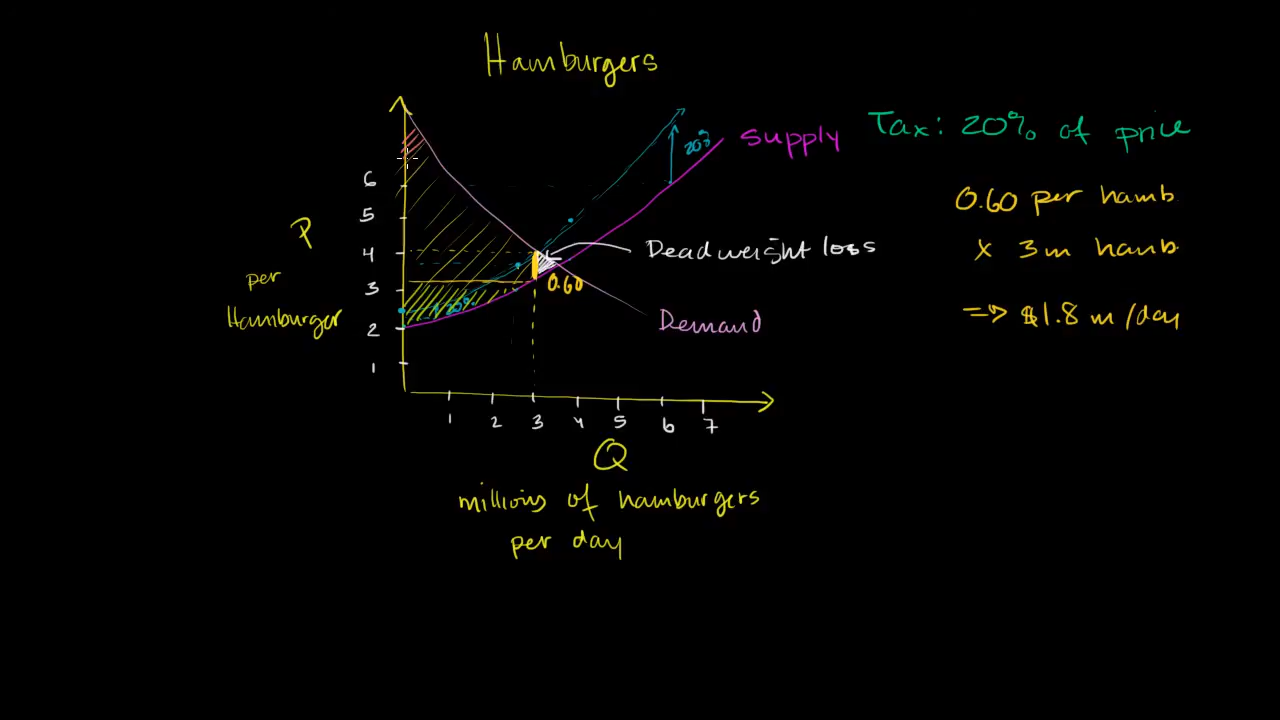 Hamburgers
Tax: 20% of price
supply
20%
0.60 per hamb.
x 3m hamb
=> $1.8 m/day
6
5
4
3
2
1
P
per
Hamburger
Deadweight loss
0.60
20%
Demand
1 2 3 4 5 6 7
Q
millions of hamburgers
per day